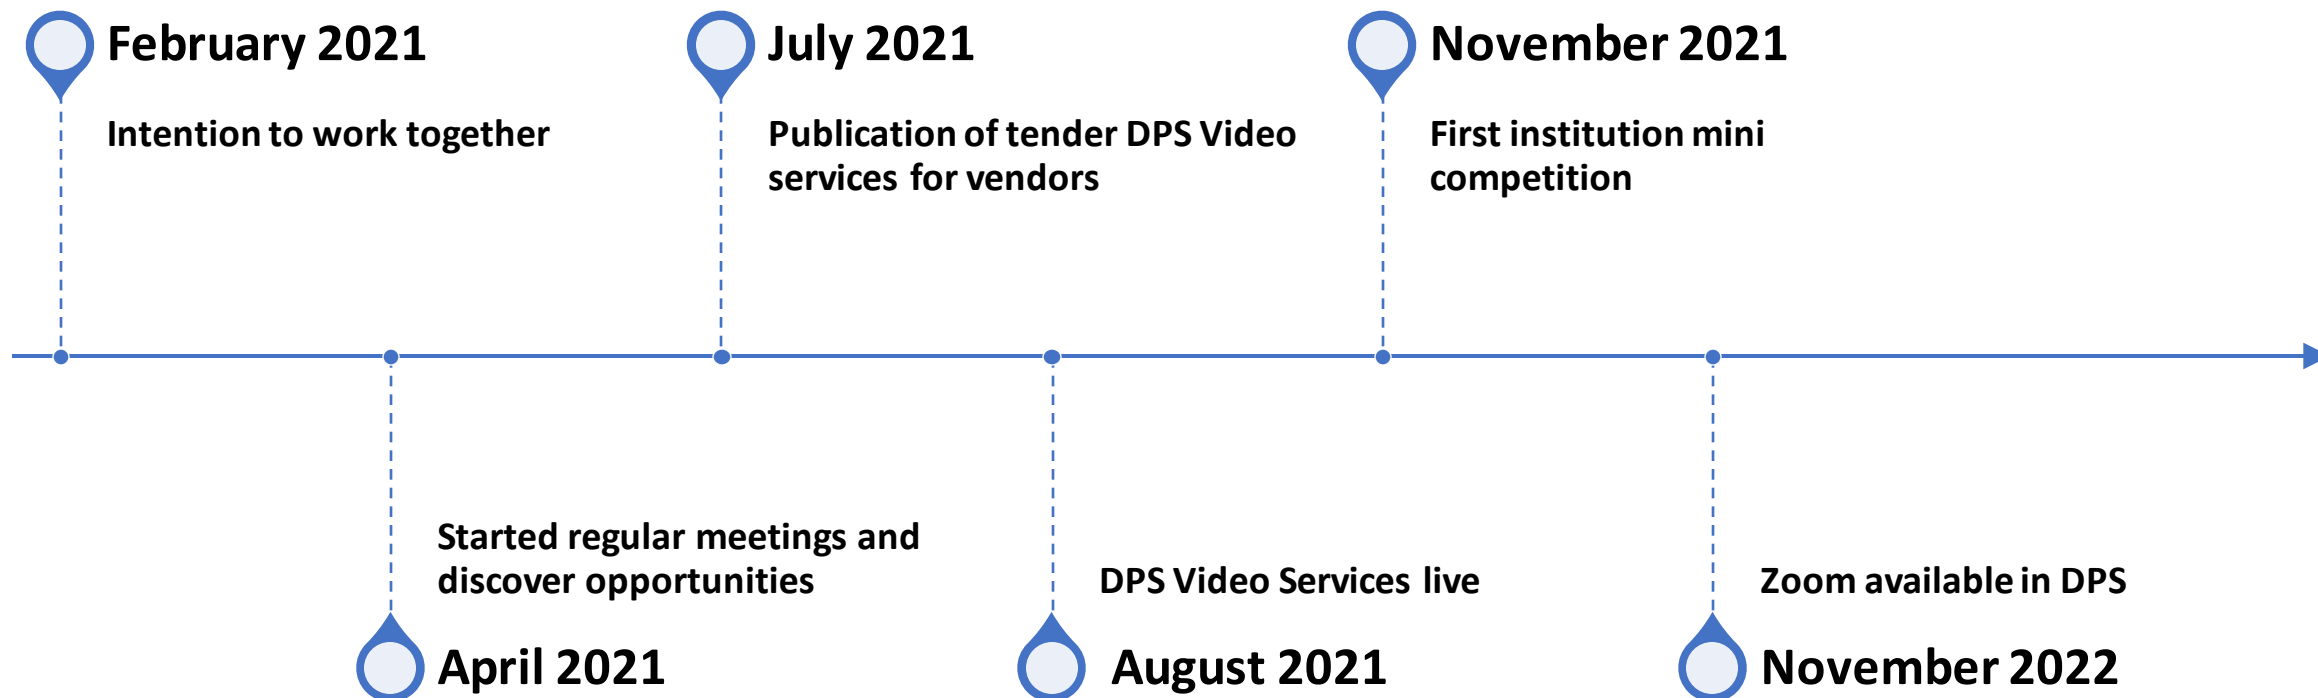 February 2021
Intention to work together
July 2021
Publication of tender DPS Video
services for vendors
November 2021
First institution mini
competition
Started regular meetings and
discover opportunities
April 2021
DPS Video Services live
August 2021
Zoom available in DPS
November 2022